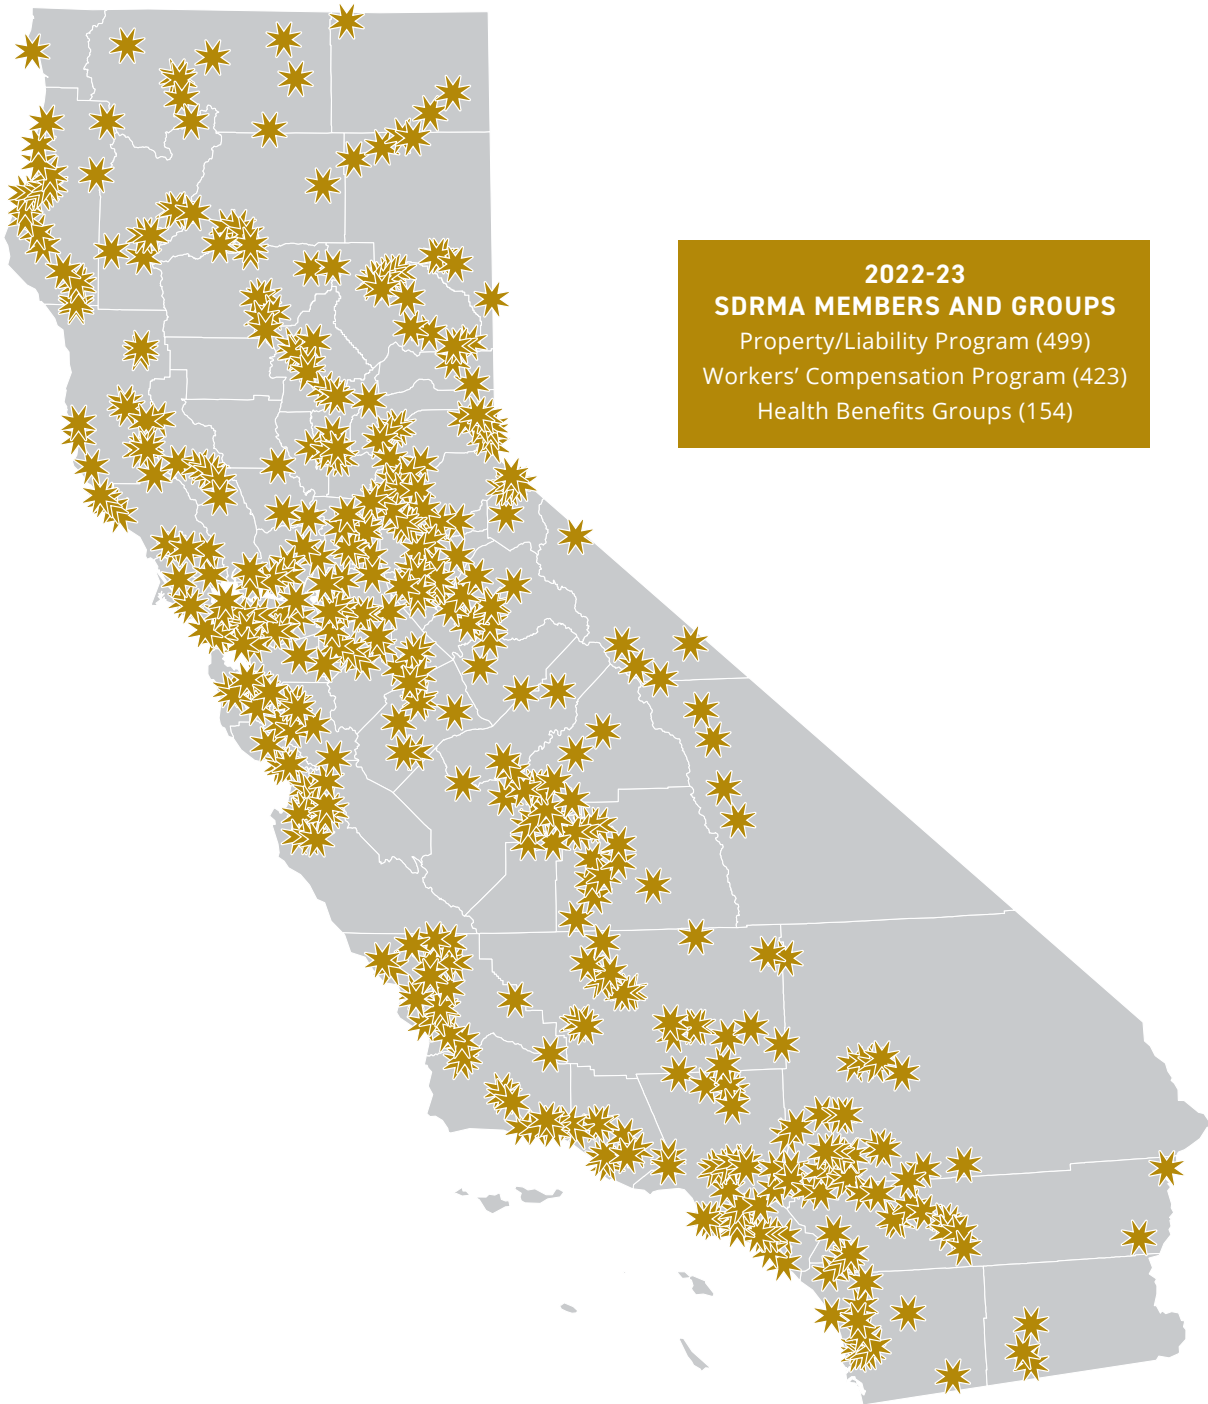 2022-23
SDRMA MEMBERS AND GROUPS
Property/Liability Program (499)
Workers’ Compensation Program (423)
Health Benefits Groups (154)